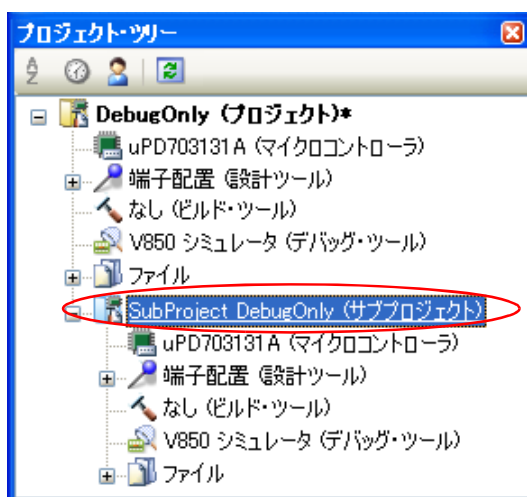 プロジェクト・ツリー
DebugOnly (プロジェクト)*
uPD703131A (マイクロコントローラ)
端子配置 (設計ツール)
なし (ビルド・ツール)
V850 シミュレータ (デバッグ・ツール)
ファイル
SubProject_DebugOnly (サブプロジェクト)
uPD703131A (マイクロコントローラ)
端子配置 (設計ツール)
なし (ビルド・ツール)
V850 シミュレータ (デバッグ・ツール)
ファイル